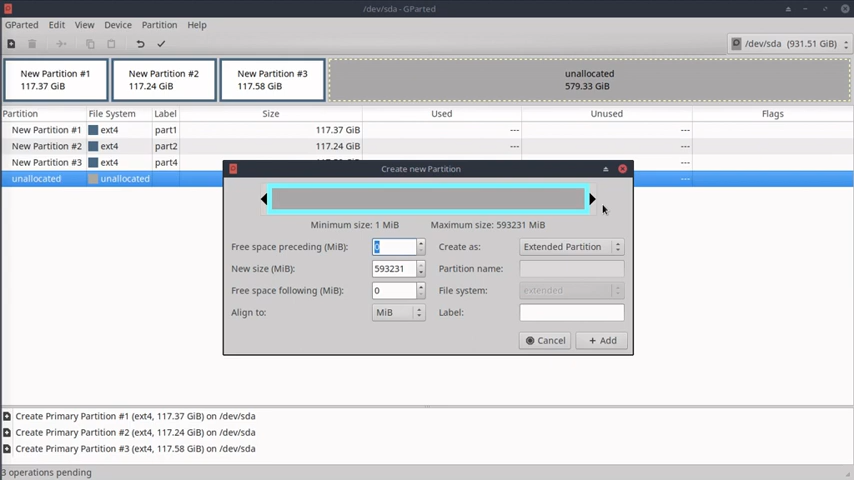 /dev/sda - GParted
GParted Edit View Device Partition Help
/dev/sda (931.51 GiB)
New Partition #1
117.37 GiB
New Partition #2
117.24 GiB
New Partition #3
117.58 GiB
unallocated
579.33 GiB
Partition File System Label Size Used Unused Flags
New Partition #1 ext4 part1 117.37 GiB --- ---
New Partition #2 ext4 part2 117.24 GiB --- ---
New Partition #3 ext4 part4
unallocated unallocated ---
Create new Partition
Minimum size: 1 MiB Maximum size: 593231 MiB
Free space preceding (MiB): 0 Create as: Extended Partition
New size (MiB): 593231 Partition name:
Free space following (MiB): 0 File system: extended
Align to: MiB Label:
Cancel Add
Create Primary Partition #1 (ext4, 117.37 GiB) on /dev/sda
Create Primary Partition #2 (ext4, 117.24 GiB) on /dev/sda
Create Primary Partition #3 (ext4, 117.58 GiB) on /dev/sda
3 operations pending